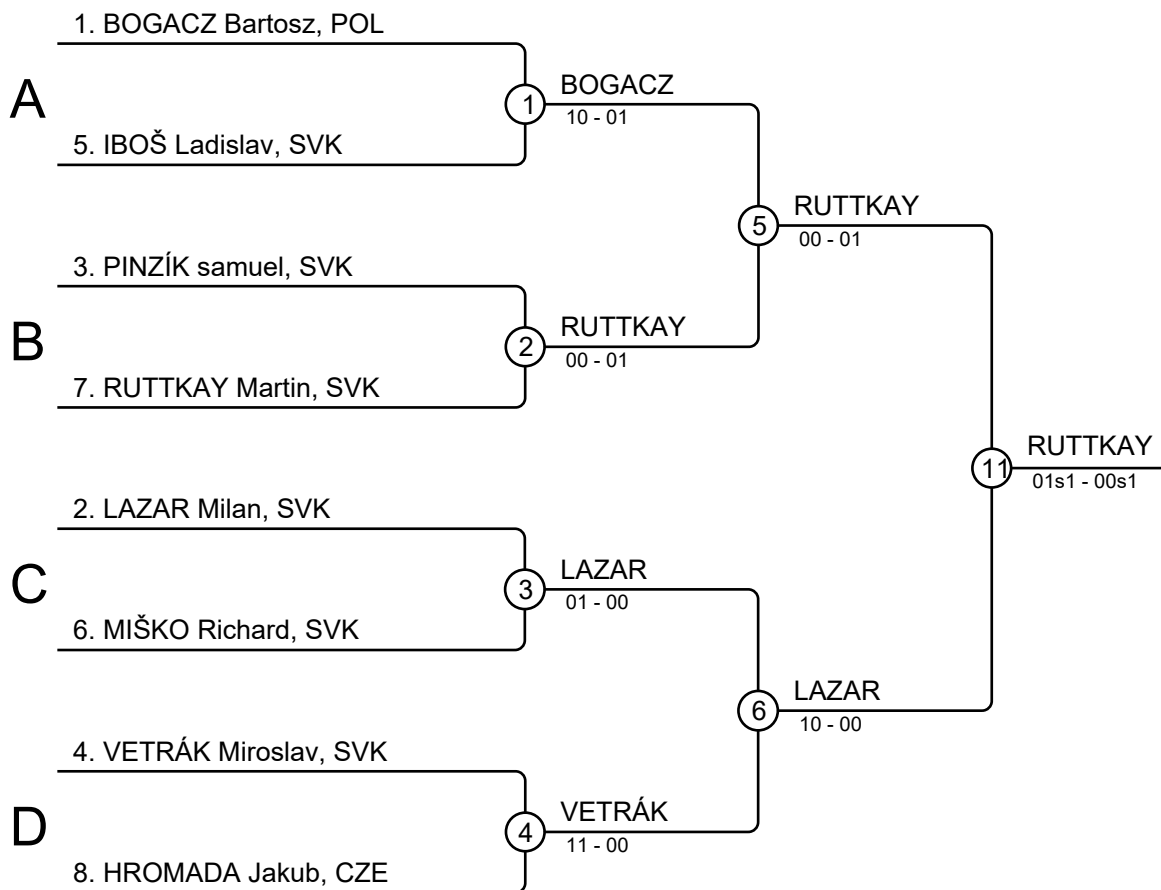 1. BOGACZ Bartosz, POL
A
1
BOGACZ
10 - 01
5. IBOŠ Ladislav, SVK
5
RUTTKAY
00 - 01
3. PINZÍK samuel, SVK
B
2
RUTTKAY
00 - 01
7. RUTTKAY Martin, SVK
11
RUTTKAY
01s1 - 00s1
2. LAZAR Milan, SVK
C
3
LAZAR
01 - 00
6. MIŠKO Richard, SVK
6
LAZAR
10 - 00
4. VETRÁK Miroslav, SVK
D
4
VETRÁK
11 - 00
8. HROMADA Jakub, CZE